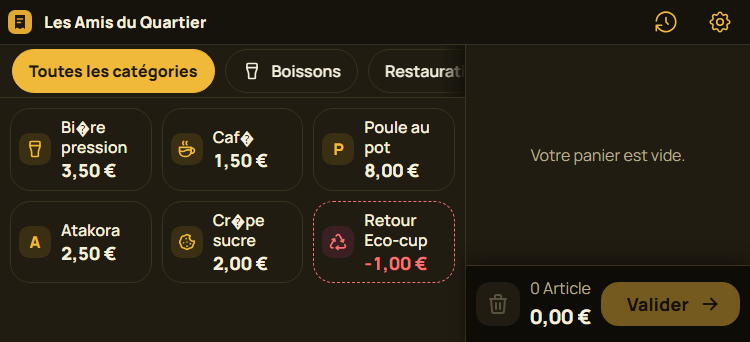 Les Amis du Quartier
Toutes les catégories
Boissons
Restaurati
Bi�re
pression
3,50 €
Caf�
1,50 €
P
Poule au
pot
8,00 €
A
Atakora
2,50 €
Cr�pe
sucre
2,00 €
Retour
Eco-cup
-1,00 €
Votre panier est vide.
0 Article
0,00 €
Valider →